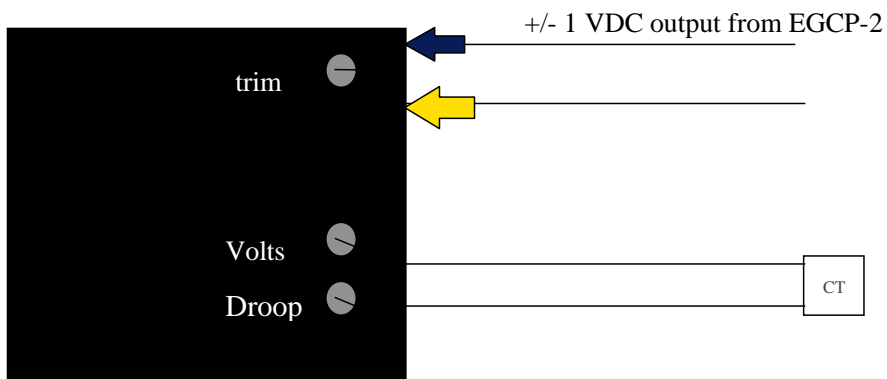 +/- 1 VDC output from EGCP-2
trim
Volts
Droop
CT